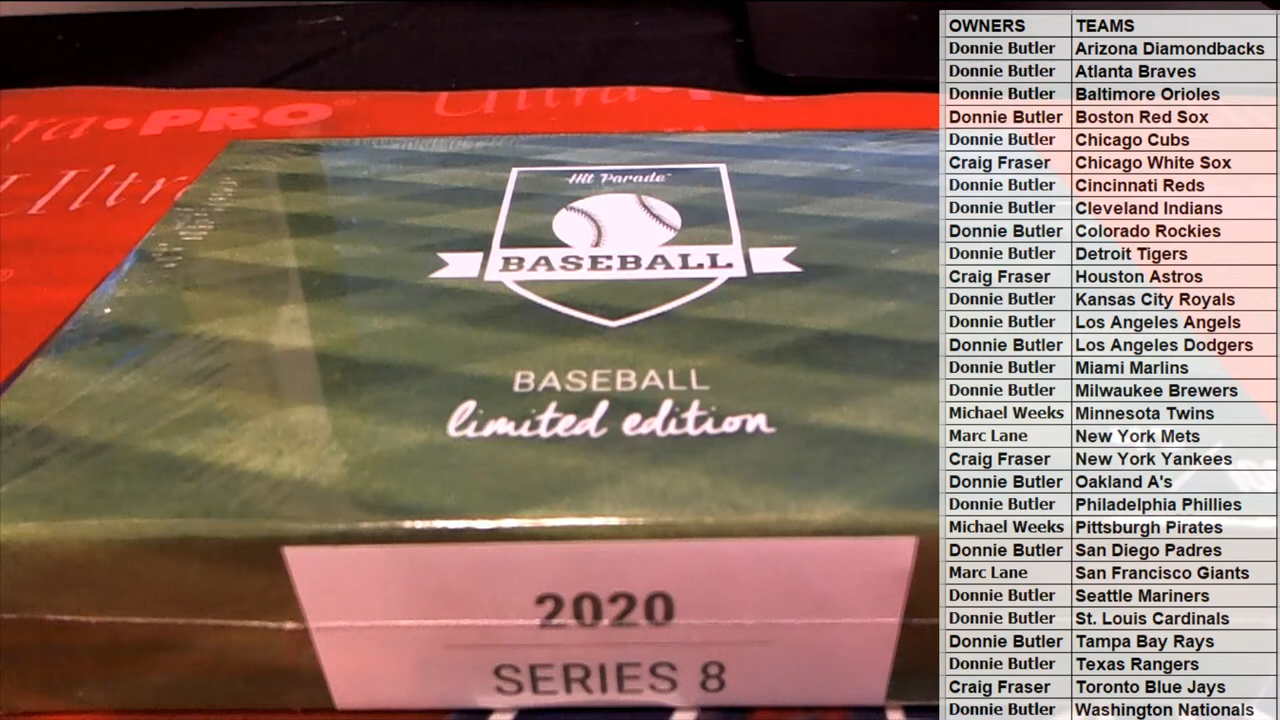 tra•PRO
Ultra•P
Ultr
Hit Parade™
BASEBALL
BASEBALL
limited edition
2020
SERIES 8
OWNERS TEAMS
Donnie Butler Arizona Diamondbacks
Donnie Butler Atlanta Braves
Donnie Butler Baltimore Orioles
Donnie Butler Boston Red Sox
Donnie Butler Chicago Cubs
Craig Fraser Chicago White Sox
Donnie Butler Cincinnati Reds
Donnie Butler Cleveland Indians
Donnie Butler Colorado Rockies
Donnie Butler Detroit Tigers
Craig Fraser Houston Astros
Donnie Butler Kansas City Royals
Donnie Butler Los Angeles Angels
Donnie Butler Los Angeles Dodgers
Donnie Butler Miami Marlins
Donnie Butler Milwaukee Brewers
Michael Weeks Minnesota Twins
Marc Lane New York Mets
Craig Fraser New York Yankees
Donnie Butler Oakland A's
Donnie Butler Philadelphia Phillies
Michael Weeks Pittsburgh Pirates
Donnie Butler San Diego Padres
Marc Lane San Francisco Giants
Donnie Butler Seattle Mariners
Donnie Butler St. Louis Cardinals
Donnie Butler Tampa Bay Rays
Donnie Butler Texas Rangers
Craig Fraser Toronto Blue Jays
Donnie Butler Washington Nationals